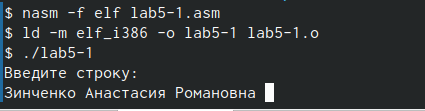 $ nasm -f elf lab5-1.asm
$ ld -m elf_i386 -o lab5-1 lab5-1.o
$ ./lab5-1
Введите строку:
Зинченко Анастасия Романовна